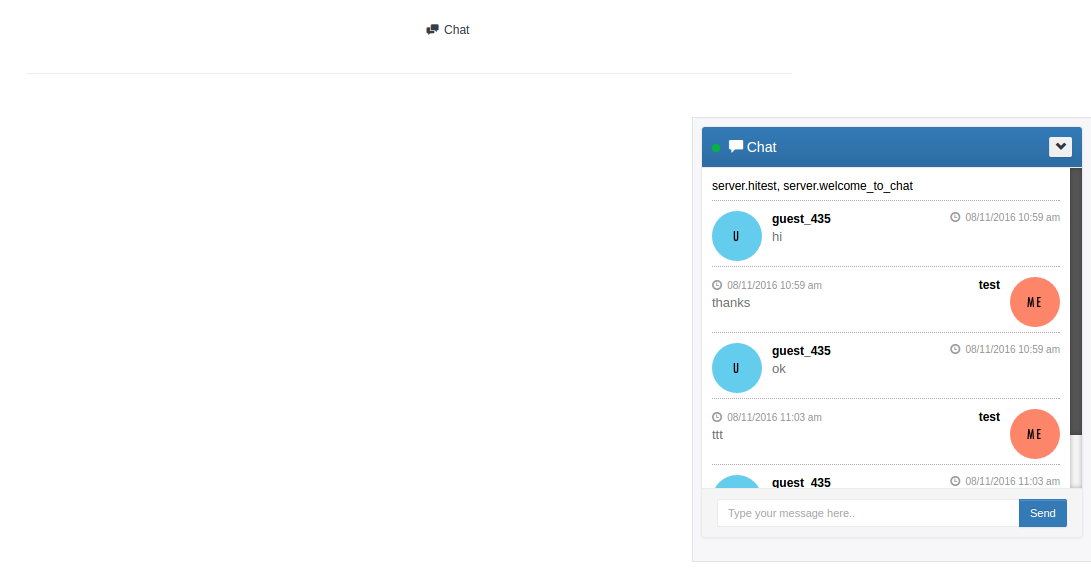 Chat
Chat
server.hitest, server.welcome_to_chat
U
guest_435
08/11/2016 10:59 am
hi
08/11/2016 10:59 am
test
ME
thanks
U
guest_435
08/11/2016 10:59 am
ok
08/11/2016 11:03 am
test
ME
ttt
guest_435
08/11/2016 11:03 am
Type your message here..
Send